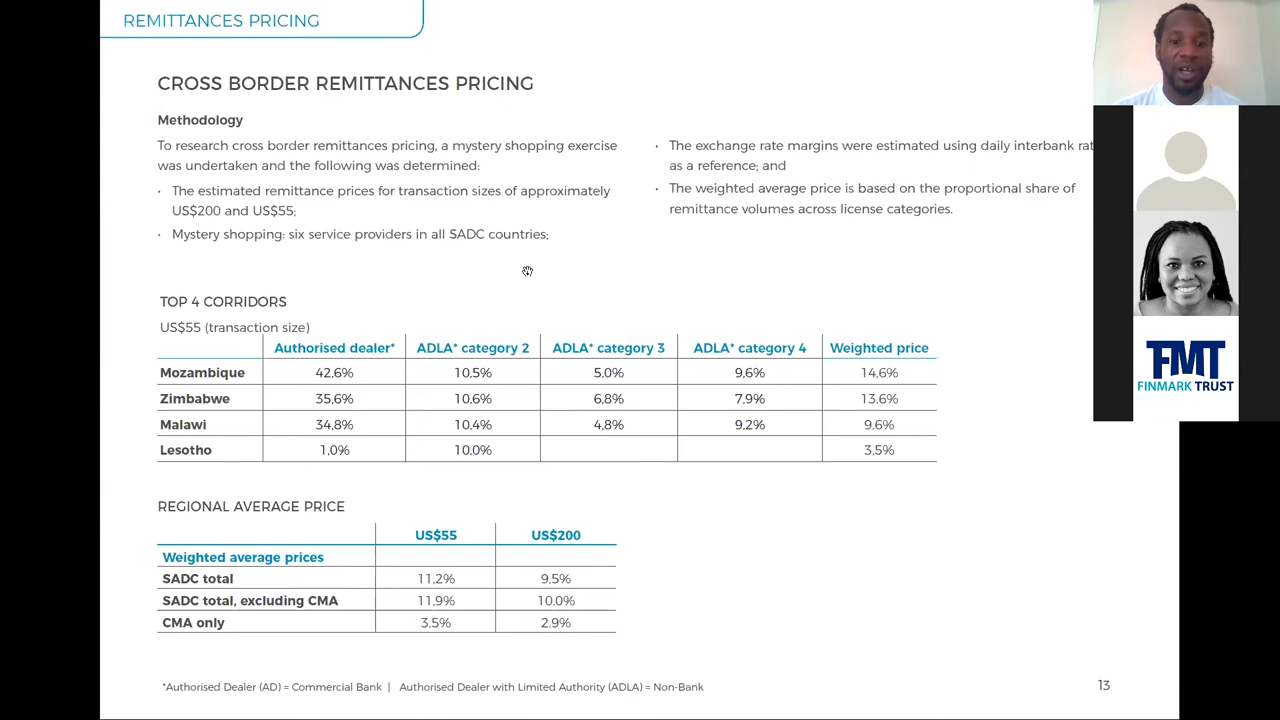 REMITTANCES PRICING
CROSS BORDER REMITTANCES PRICING
Methodology
To research cross border remittances pricing, a mystery shopping exercise
was undertaken and the following was determined:
· The estimated remittance prices for transaction sizes of approximately
US$200 and US$55;
· Mystery shopping: six service providers in all SADC countries;
· The exchange rate margins were estimated using daily interbank
as a reference; and
· The weighted average price is based on the proportional share of
remittance volumes across license categories.
TOP 4 CORRIDORS
US$55 (transaction size)
Authorised dealer* ADLA* category 2 ADLA* category 3 ADLA* category 4 Weighted price
Mozambique 42,6% 10,5% 5,0% 9,6% 14,6%
Zimbabwe 35,6% 10,6% 6,8% 7,9% 13,6%
Malawi 34,8% 10,4% 4,8% 9,2% 9,6%
Lesotho 1,0% 10,0% 3,5%
REGIONAL AVERAGE PRICE
US$55 US$200
Weighted average prices
SADC total 11,2% 9,5%
SADC total, excluding CMA 11,9% 10,0%
CMA only 3.5% 2.9%
*Authorised Dealer (AD) = Commercial Bank | Authorised Dealer with Limited Authority (ADLA) = Non-Bank
13
FMT
FINMARK TRUST